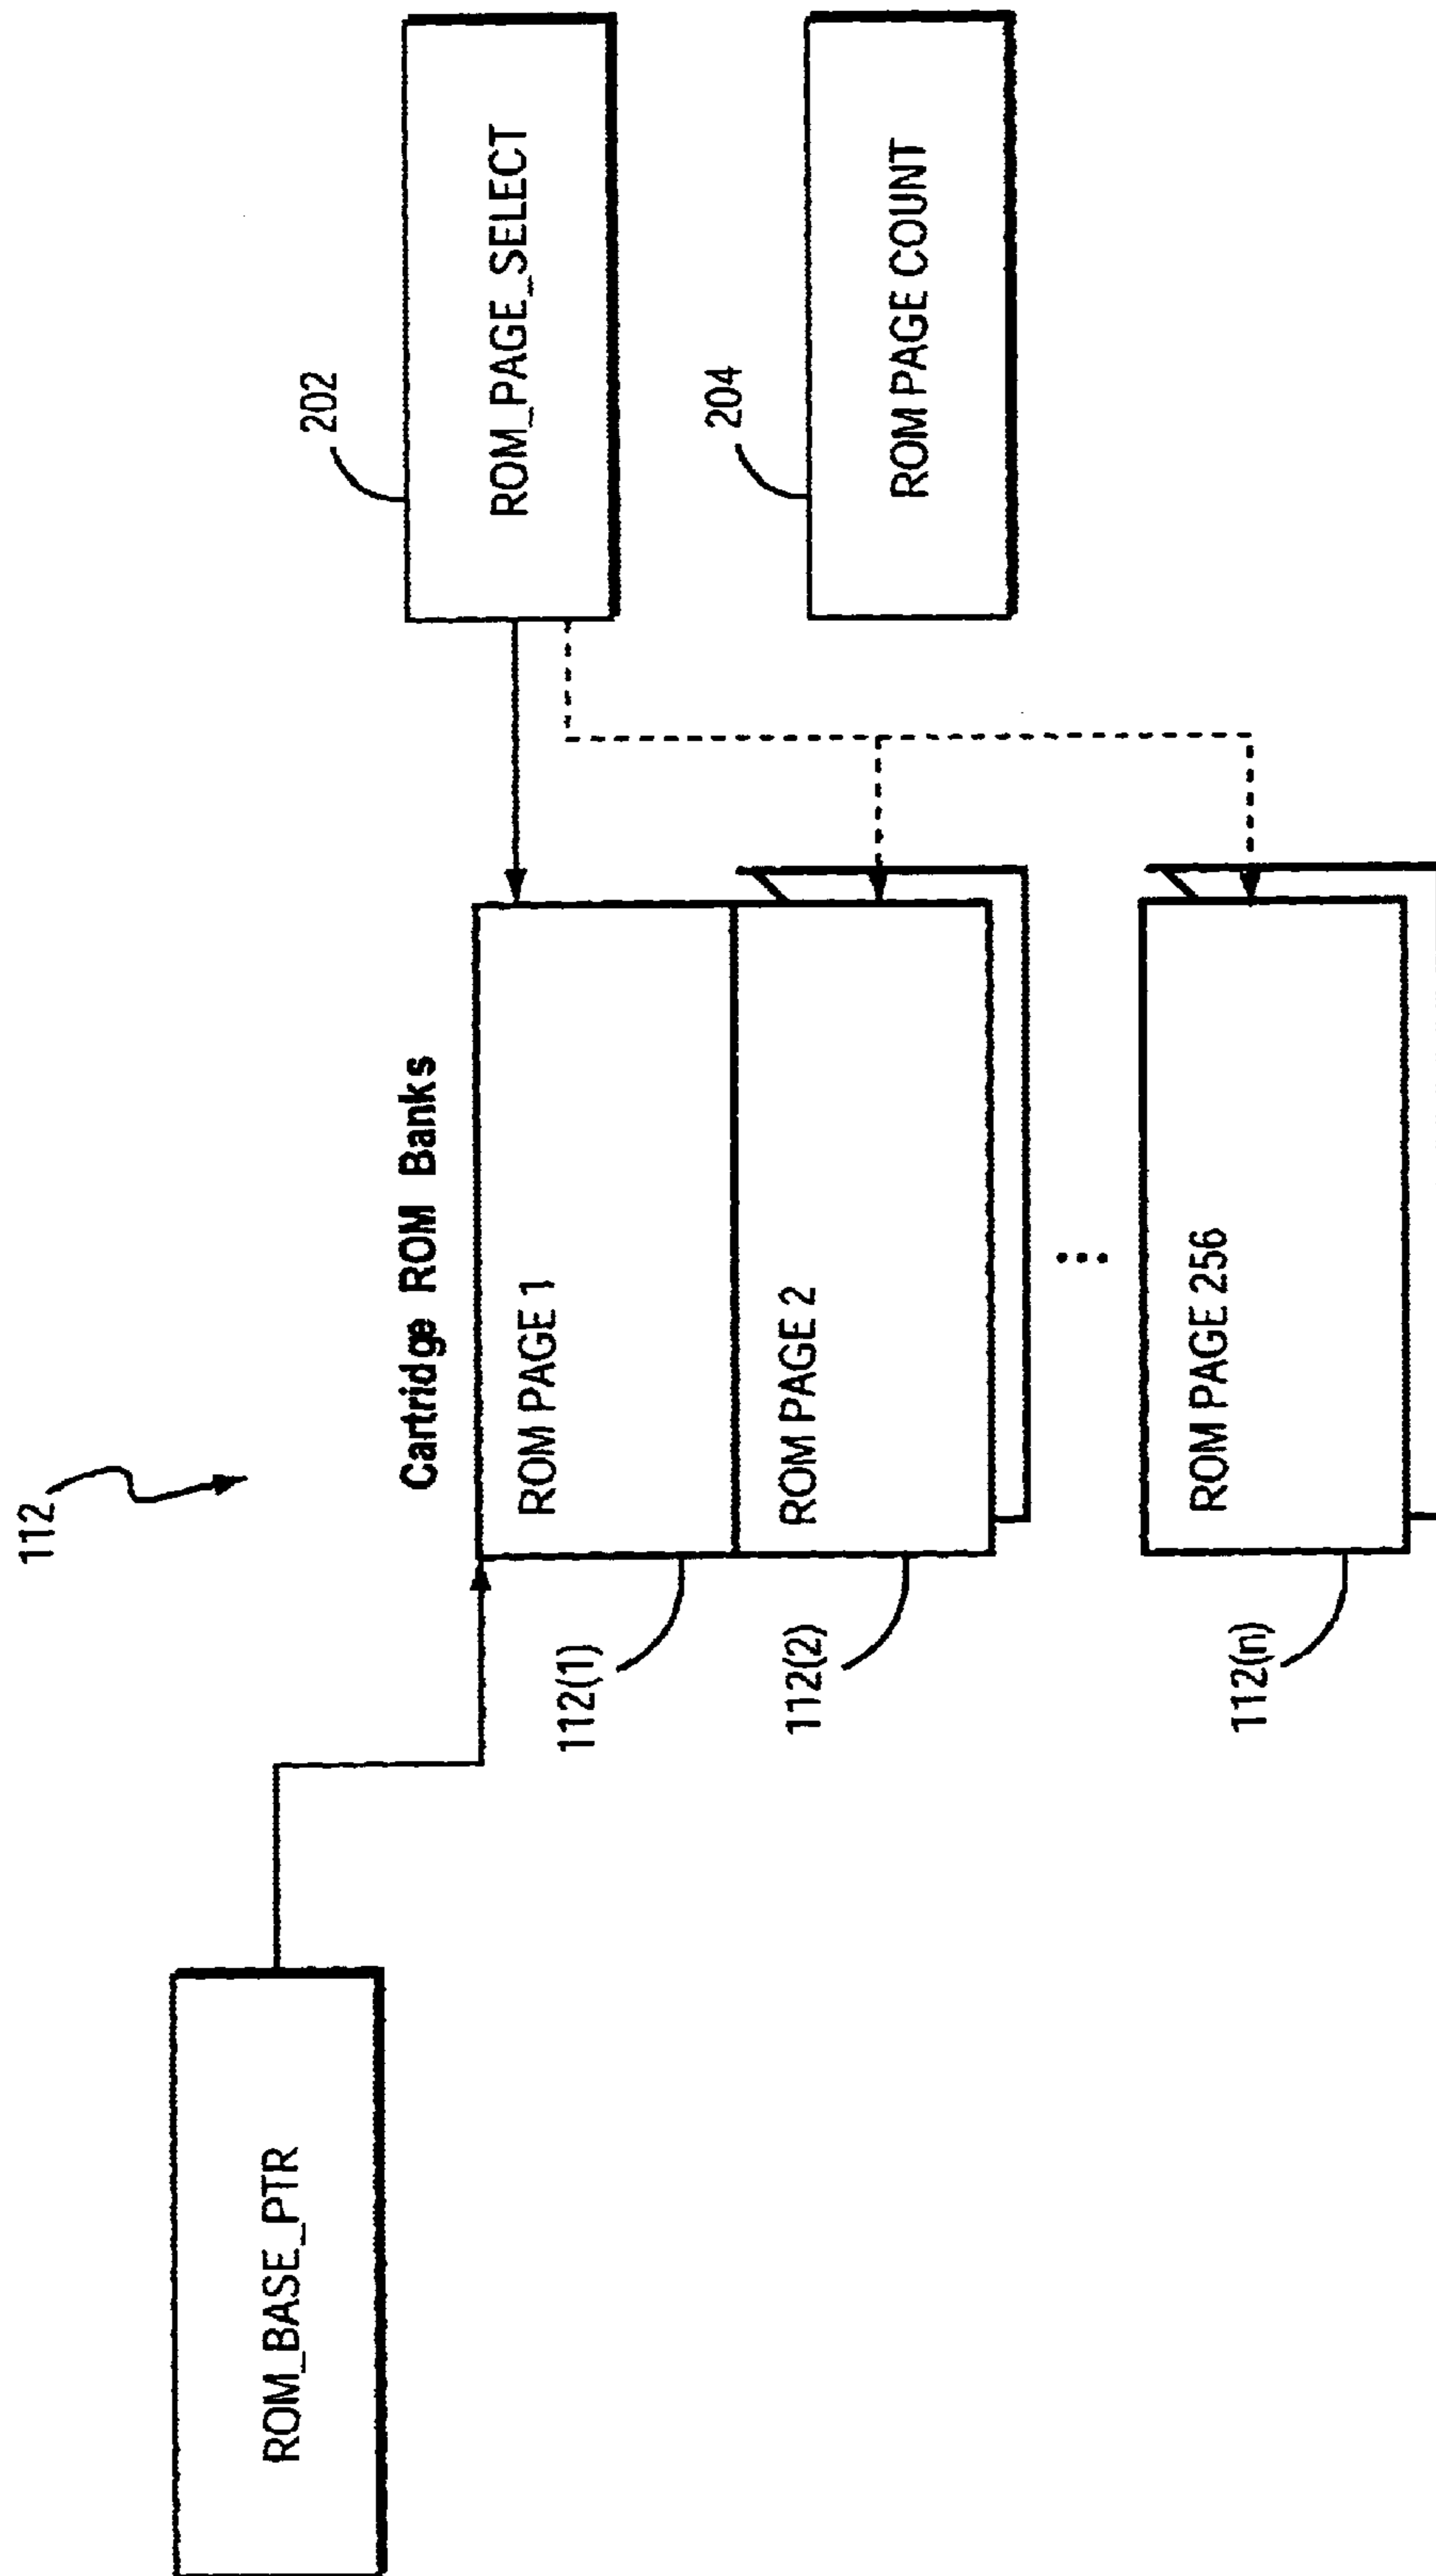 112
Cartridge ROM Banks
ROM_BASE_PTR
ROM PAGE 1
112(1)
ROM PAGE 2
112(2)
ROM PAGE 256
112(n)
202
ROM_PAGE_SELECT
204
ROM PAGE COUNT